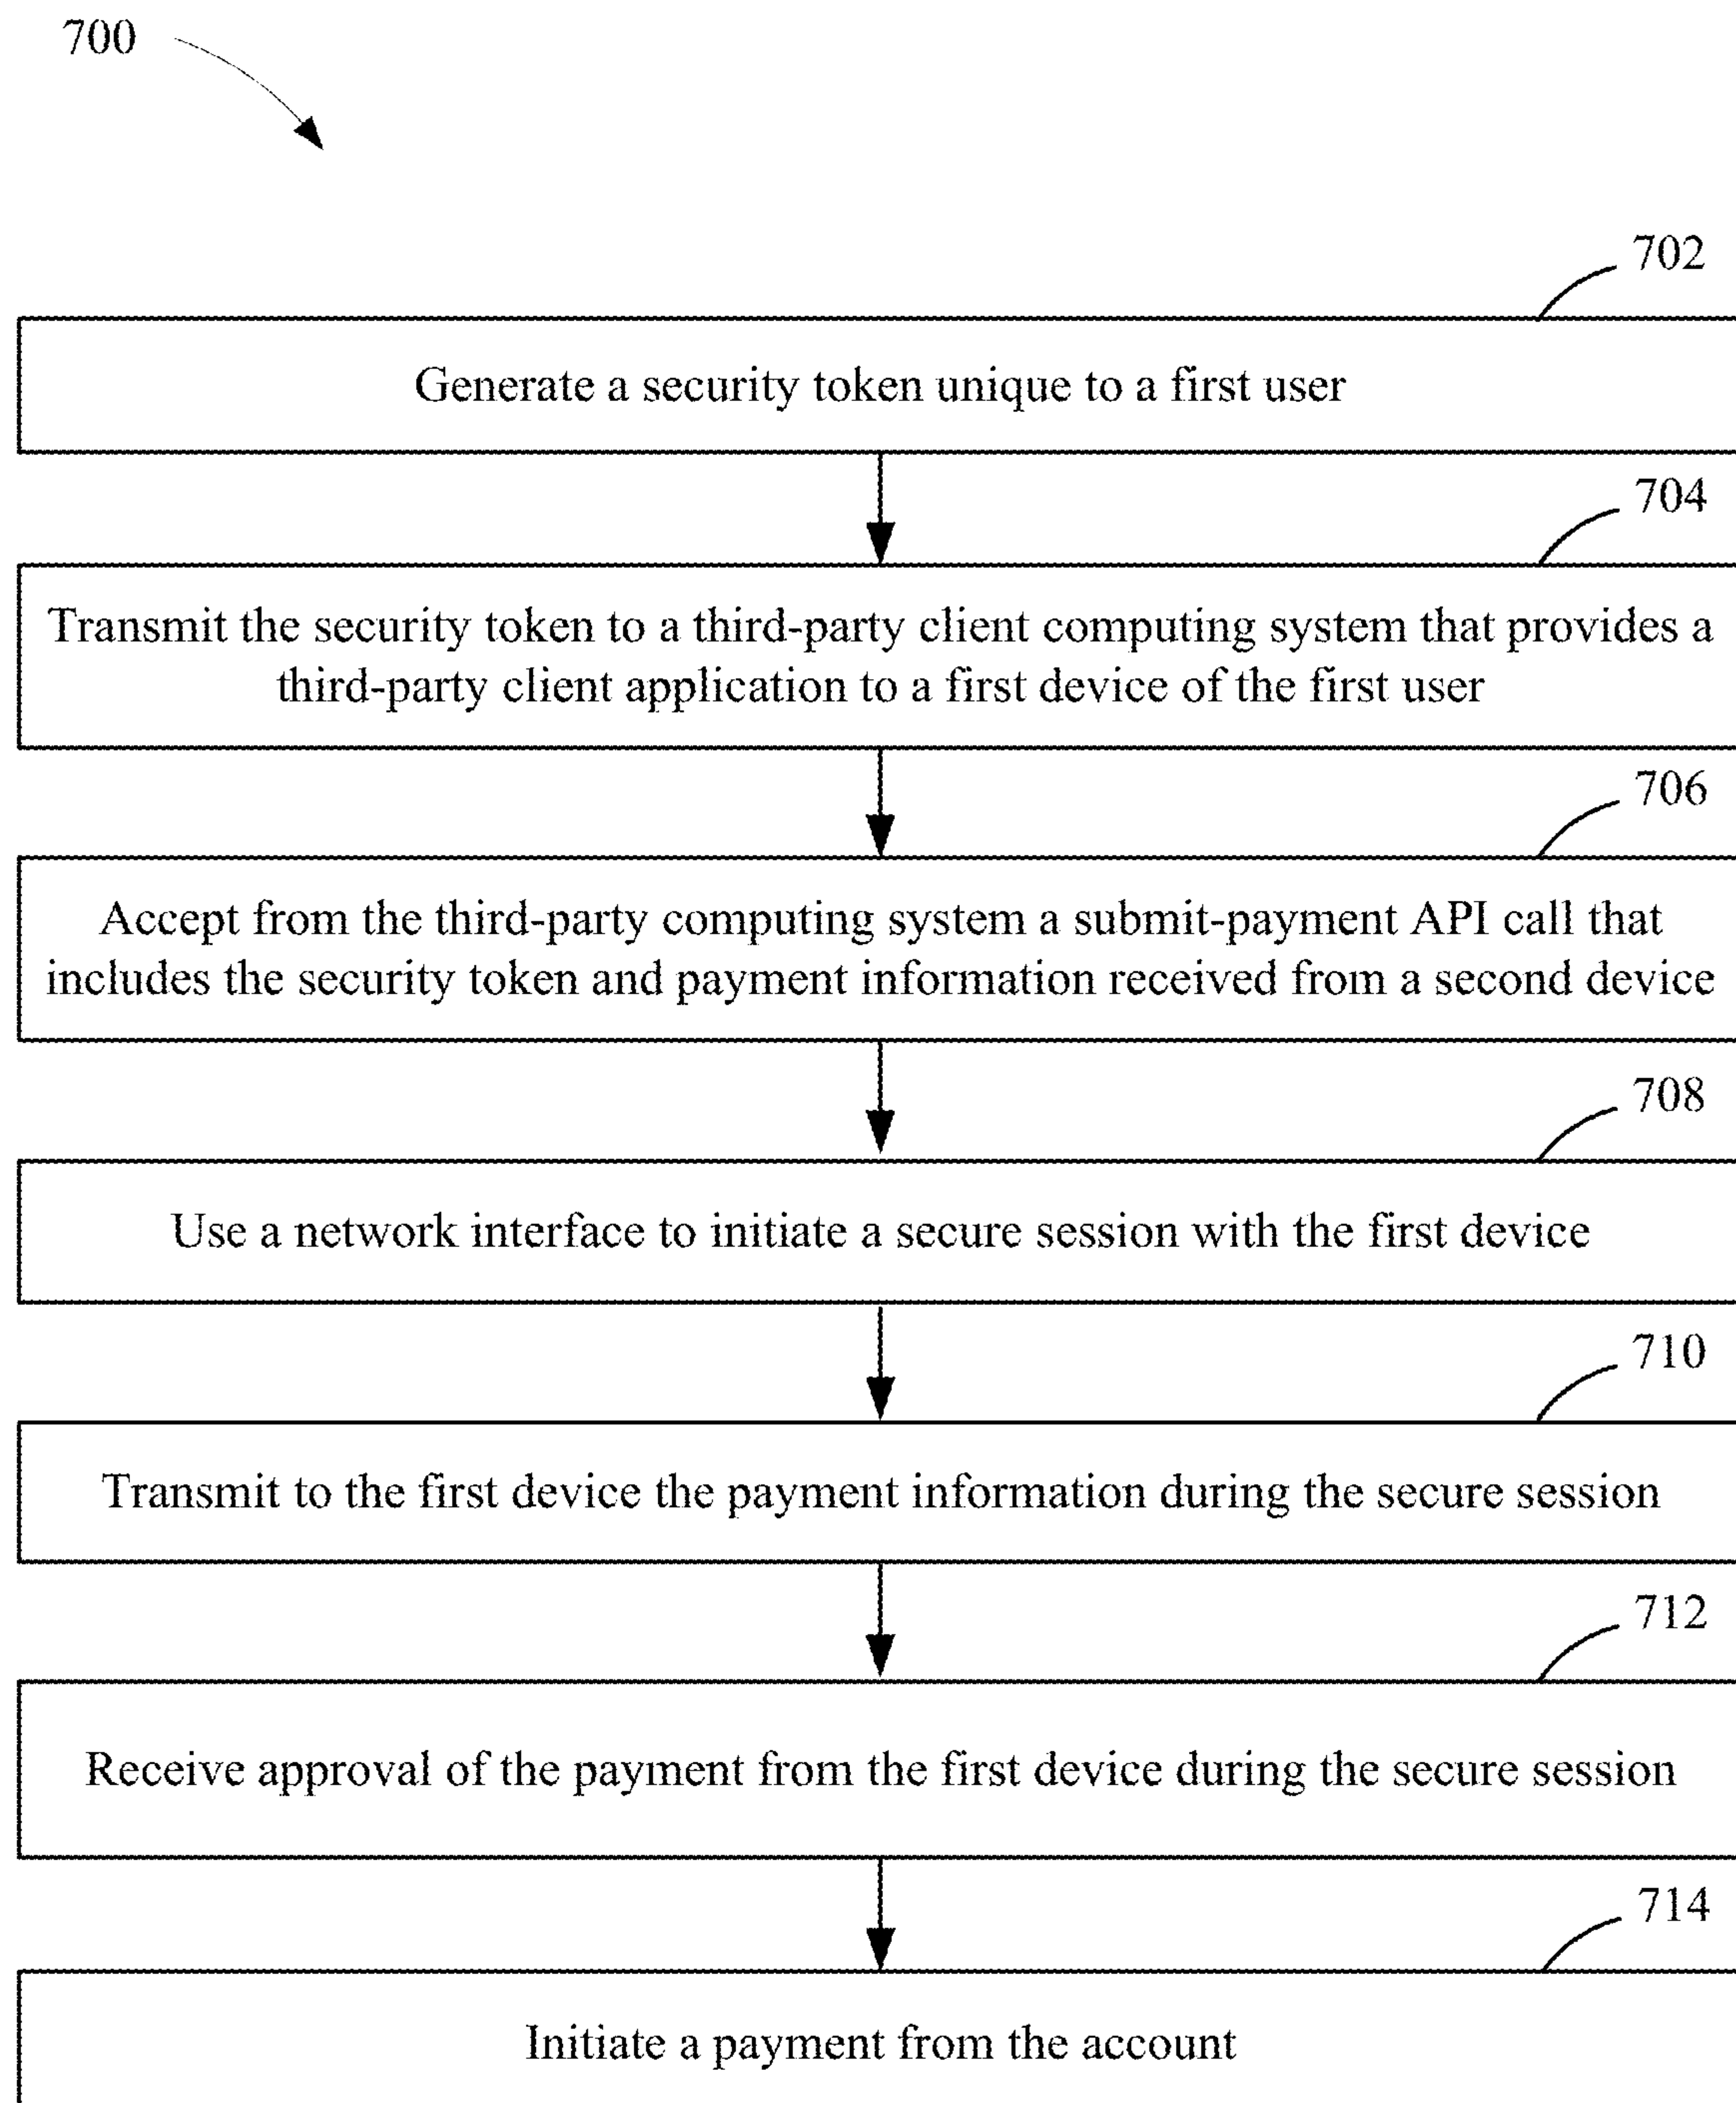 700
702
Generate a security token unique to a first user
704
Transmit the security token to a third-party client computing system that provides a
third-party client application to a first device of the first user
706
Accept from the third-party computing system a submit-payment API call that
includes the security token and payment information received from a second device
708
Use a network interface to initiate a secure session with the first device
710
Transmit to the first device the payment information during the secure session
712
Receive approval of the payment from the first device during the secure session
714
Initiate a payment from the account